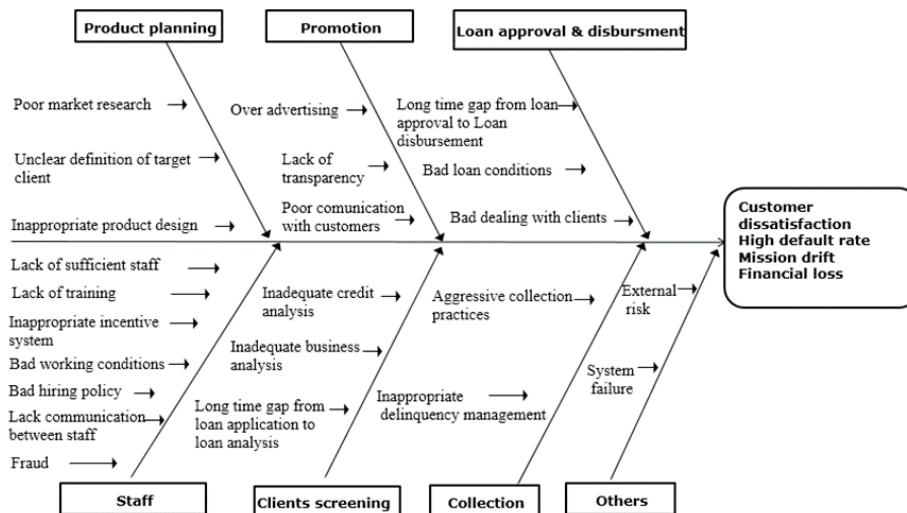 Product planning
Promotion
Loan approval & disbursment
Poor market research
Unclear definition of target
client
Inappropriate product design
Over advertising
Lack of
transparency
Poor comunication
with customers
Long time gap from loan
approval to Loan
disbursement
Bad loan conditions
Bad dealing with clients
Customer
dissatisfaction
High default rate
Mission drift
Financial loss
Lack of sufficient staff
Lack of training
Inappropriate incentive
system
Bad working conditions
Bad hiring policy
Lack communication
between staff
Fraud
Inadequate credit
analysis
Inadequate business
analysis
Long time gap from
loan application to
loan analysis
Aggressive collection
practices
Inappropriate
delinquency management
External
risk
System
failure
Staff
Clients screening
Collection
Others